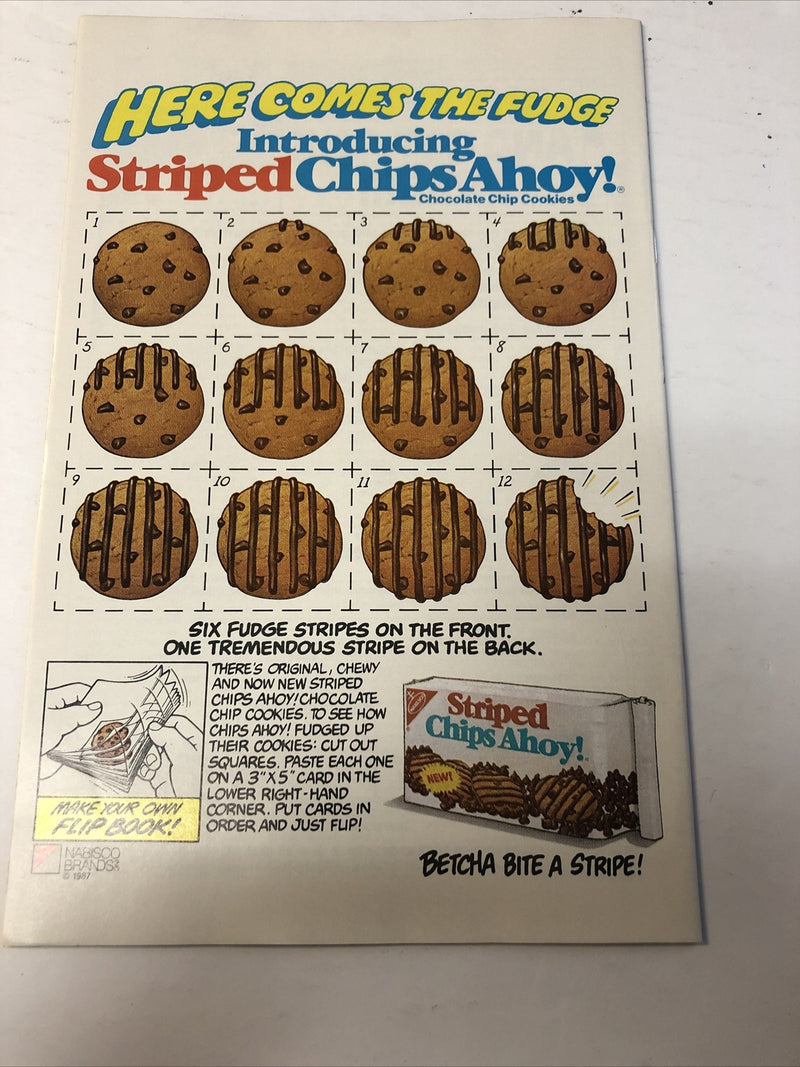 HERE COMES THE FUDGE
Introducing
Striped Chips Ahoy!®
Chocolate Chip Cookies
1
2
3
4
5
6
7
8
9
10
11
12
SIX FUDGE STRIPES ON THE FRONT.
ONE TREMENDOUS STRIPE ON THE BACK.
THERE'S ORIGINAL, CHEWY
AND NOW NEW STRIPED
CHIPS AHOY! CHOCOLATE
CHIP COOKIES. TO SEE HOW
CHIPS AHOY! FUDGED UP
THEIR COOKIES: CUT OUT
SQUARES. PASTE EACH ONE
ON A 3"X5" CARD IN THE
LOWER RIGHT-HAND
CORNER. PUT CARDS IN
ORDER AND JUST FLIP!
MAKE YOUR OWN
FLIP BOOK!
NABISCO
BRANDS
© 1987
NABISCO
Striped
Chips Ahoy!
NEW!
BETCHA BITE A STRIPE!